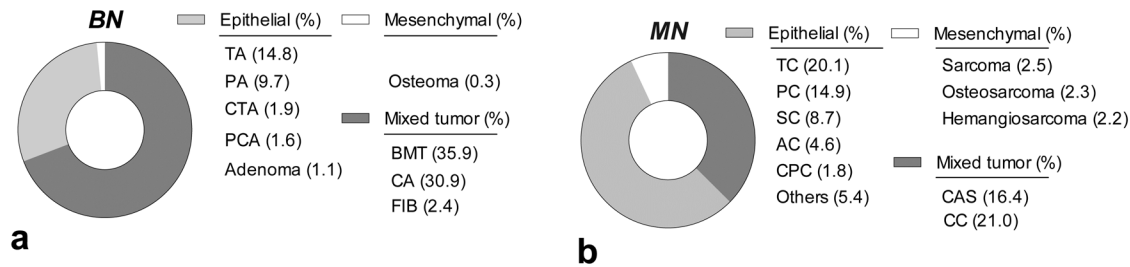 BN
Epithelial (%)
TA (14.8)
PA (9.7)
CTA (1.9)
PCA (1.6)
Adenoma (1.1)
Mesenchymal (%)
Osteoma (0.3)
Mixed tumor (%)
BMT (35.9)
CA (30.9)
FIB (2.4)
a
MN
Epithelial (%)
TC (20.1)
PC (14.9)
SC (8.7)
AC (4.6)
CPC (1.8)
Others (5.4)
Mesenchymal (%)
Sarcoma (2.5)
Osteosarcoma (2.3)
Hemangiosarcoma (2.2)
Mixed tumor (%)
CAS (16.4)
CC (21.0)
b